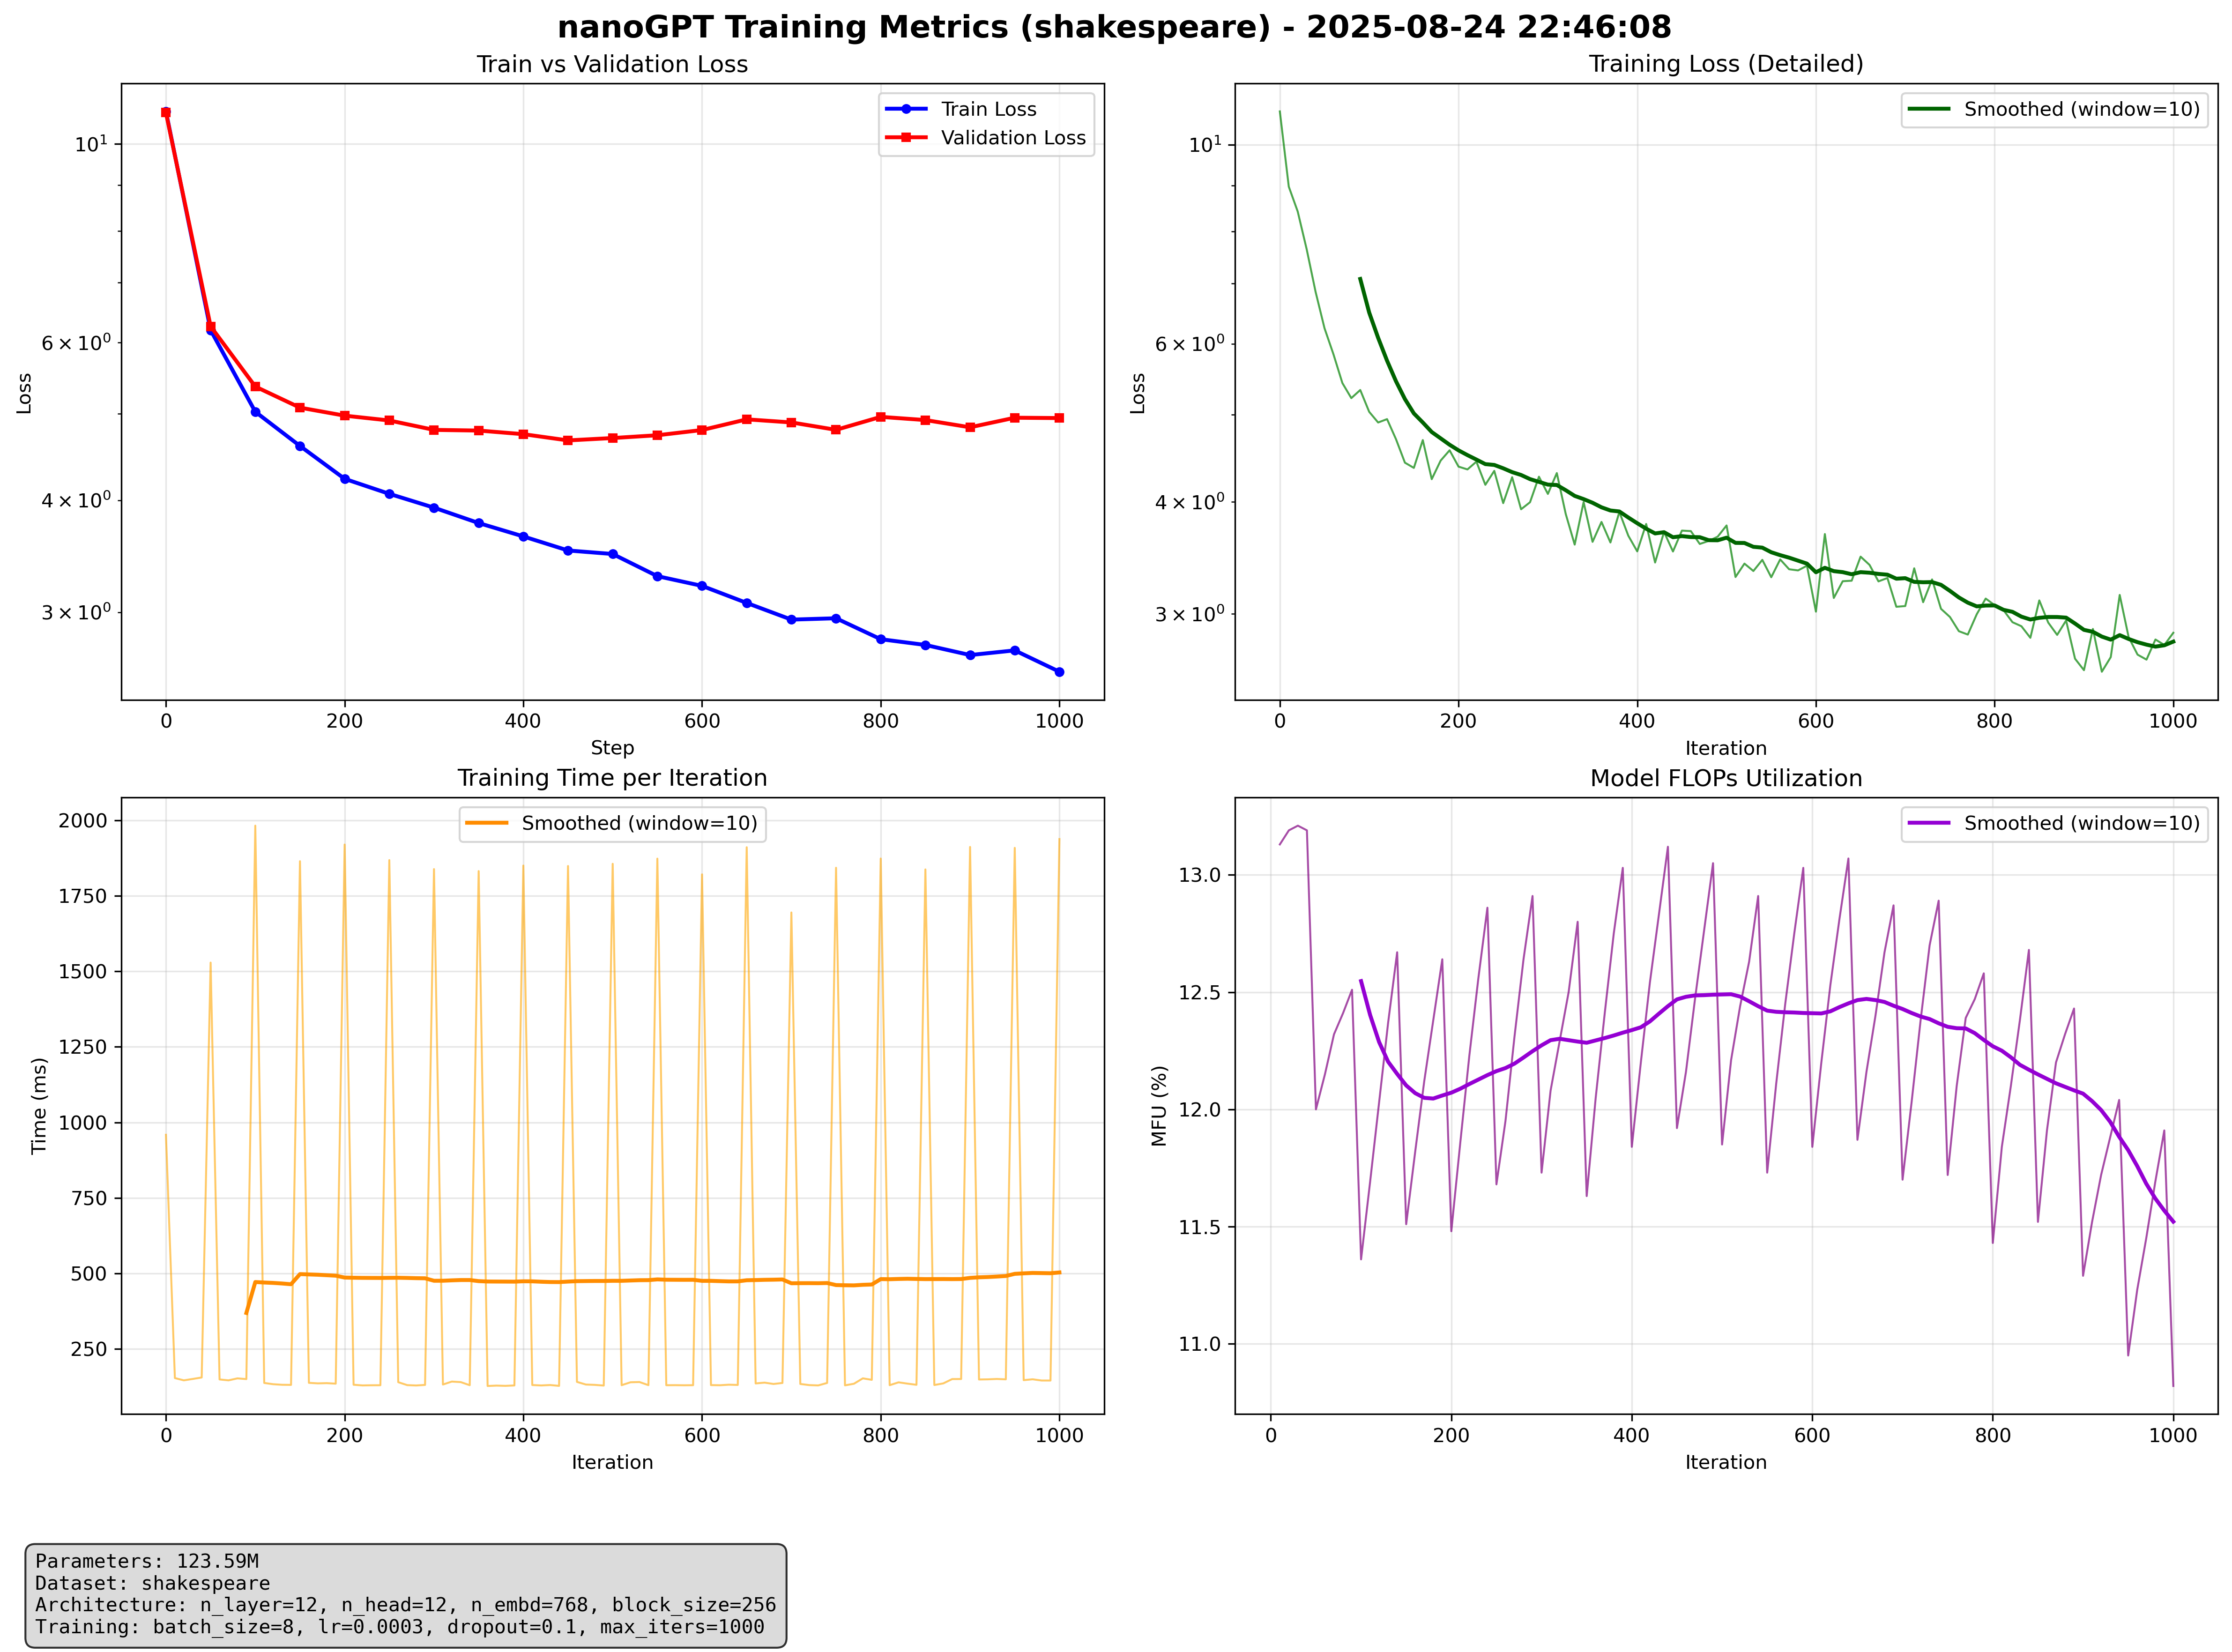 nanoGPT Training Metrics (shakespeare) - 2025-08-24 22:46:08
Train vs Validation Loss
Train Loss
Validation Loss
Loss
10¹
6 × 10⁰
4 × 10⁰
3 × 10⁰
0 200 400 600 800 1000
Step
Training Loss (Detailed)
Smoothed (window=10)
Loss
10¹
6 × 10⁰
4 × 10⁰
3 × 10⁰
0 200 400 600 800 1000
Iteration
Training Time per Iteration
Smoothed (window=10)
Time (ms)
2000
1750
1500
1250
1000
750
500
250
0 200 400 600 800 1000
Iteration
Model FLOPs Utilization
Smoothed (window=10)
MFU (%)
13.0
12.5
12.0
11.5
11.0
0 200 400 600 800 1000
Iteration
Parameters: 123.59M
Dataset: shakespeare
Architecture: n_layer=12, n_head=12, n_embd=768, block_size=256
Training: batch_size=8, lr=0.0003, dropout=0.1, max_iters=1000